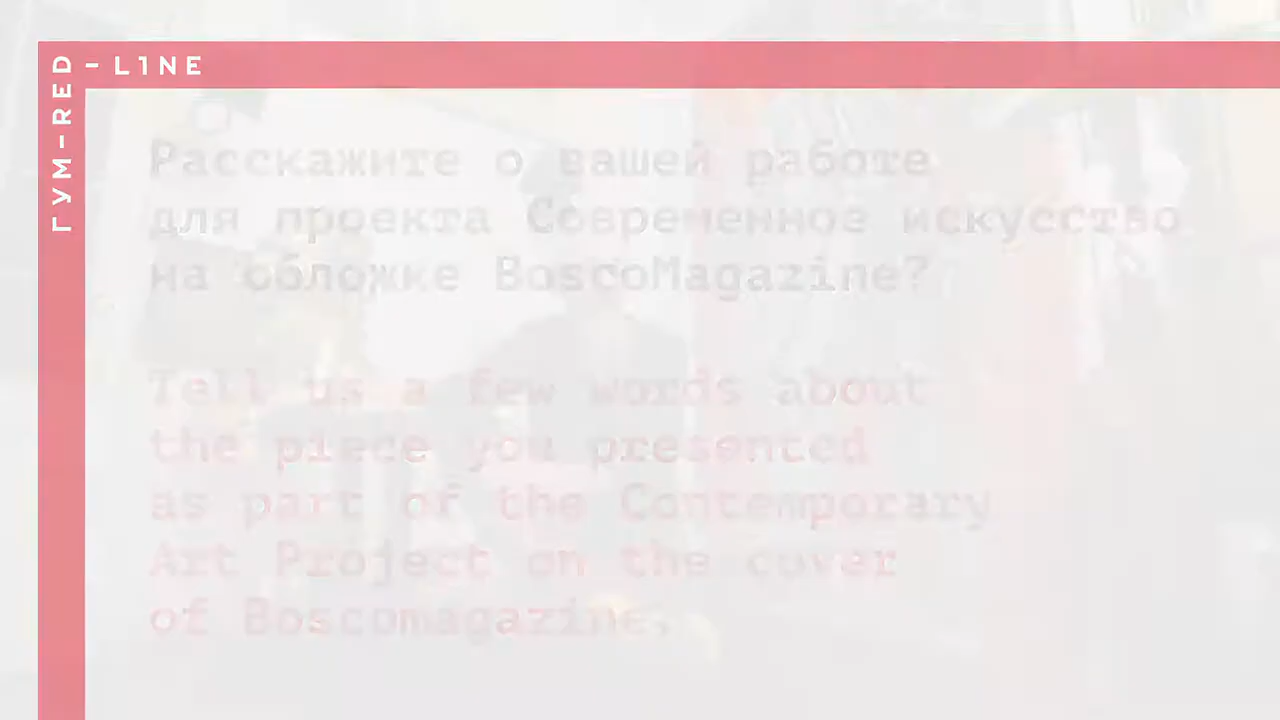 ГУМ-RED-LINE
Расскажите о вашей работе
для проекта Современное искусство
на обложке BoscoMagazine?
Tell us a few words about
the piece you presented
as part of the Contemporary
Art Project on the cover
of Boscomagazine.